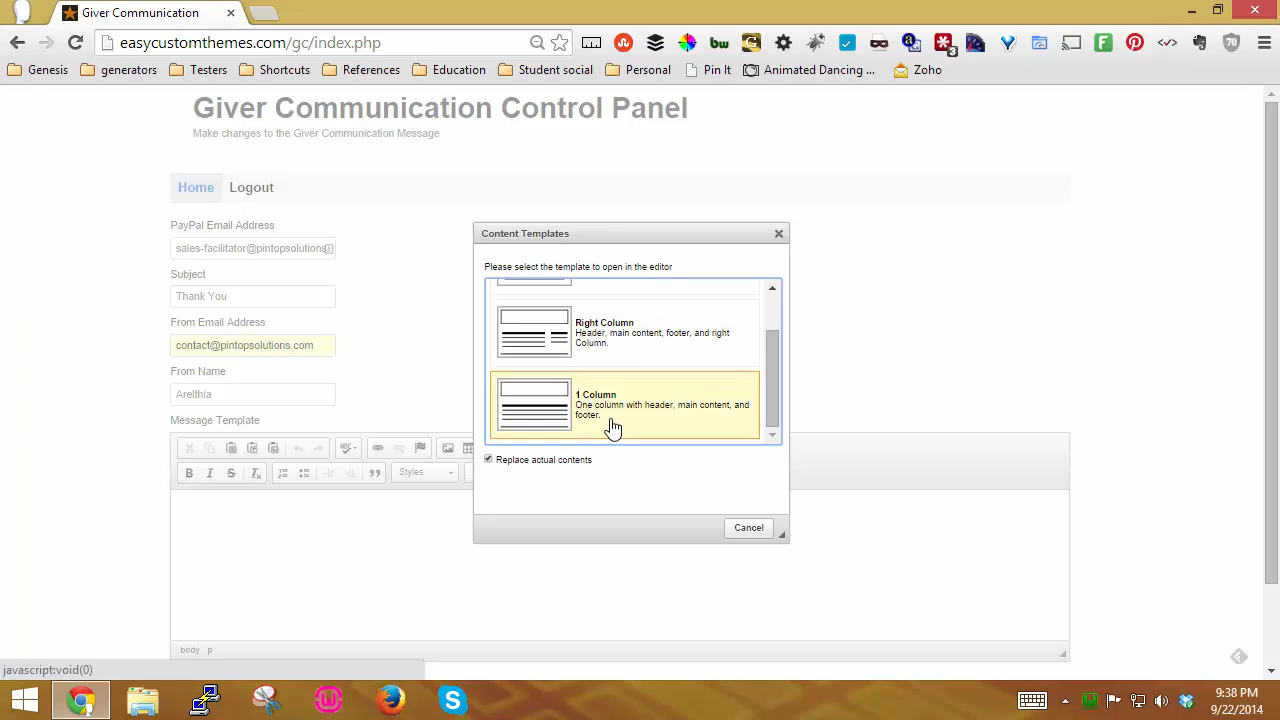 Giver Communication
easycustomthemes.com/gc/index.php
bw
3
70
Genesis
generators
Testers
Shortcuts
References
Education
Student social
Personal
Pin It
Animated Dancing ...
Zoho
Giver Communication Control Panel
Make changes to the Giver Communication Message
Home
Logout
PayPal Email Address
sales-facilitator@pintopsolutions
Subject
Thank You
From Email Address
contact@pintopsolutions.com
From Name
Arelthia
Message Template
Styles
body p
Content Templates
Please select the template to open in the editor
Right Column
Header, main content, footer, and right
Column.
1 Column
One column with header, main content, and
footer.
Replace actual contents
Cancel
javascript:void(0)
9:38 PM
9/22/2014